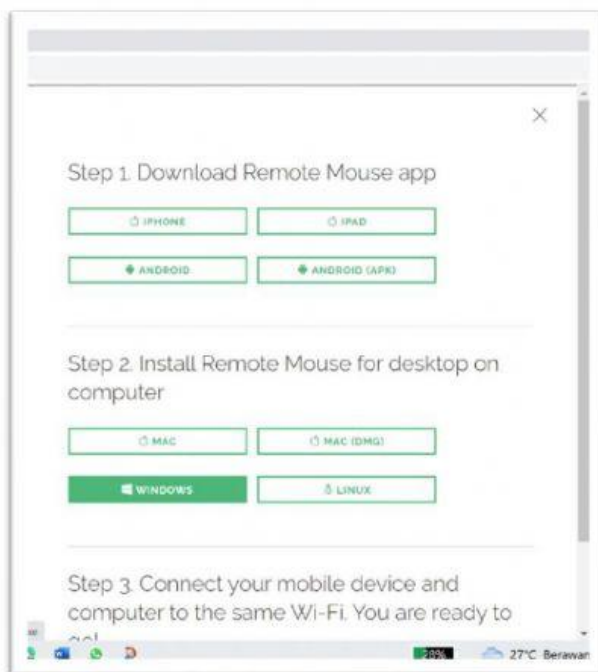 Step 1. Download Remote Mouse app
IPHONE
IPAD
ANDROID
ANDROID (APK)
Step 2. Install Remote Mouse for desktop on
computer
MAC
MAC (DMG)
WINDOWS
LINUX
Step 3. Connect your mobile device and
computer to the same Wi-Fi. You are ready to
28% 27°C Berawan